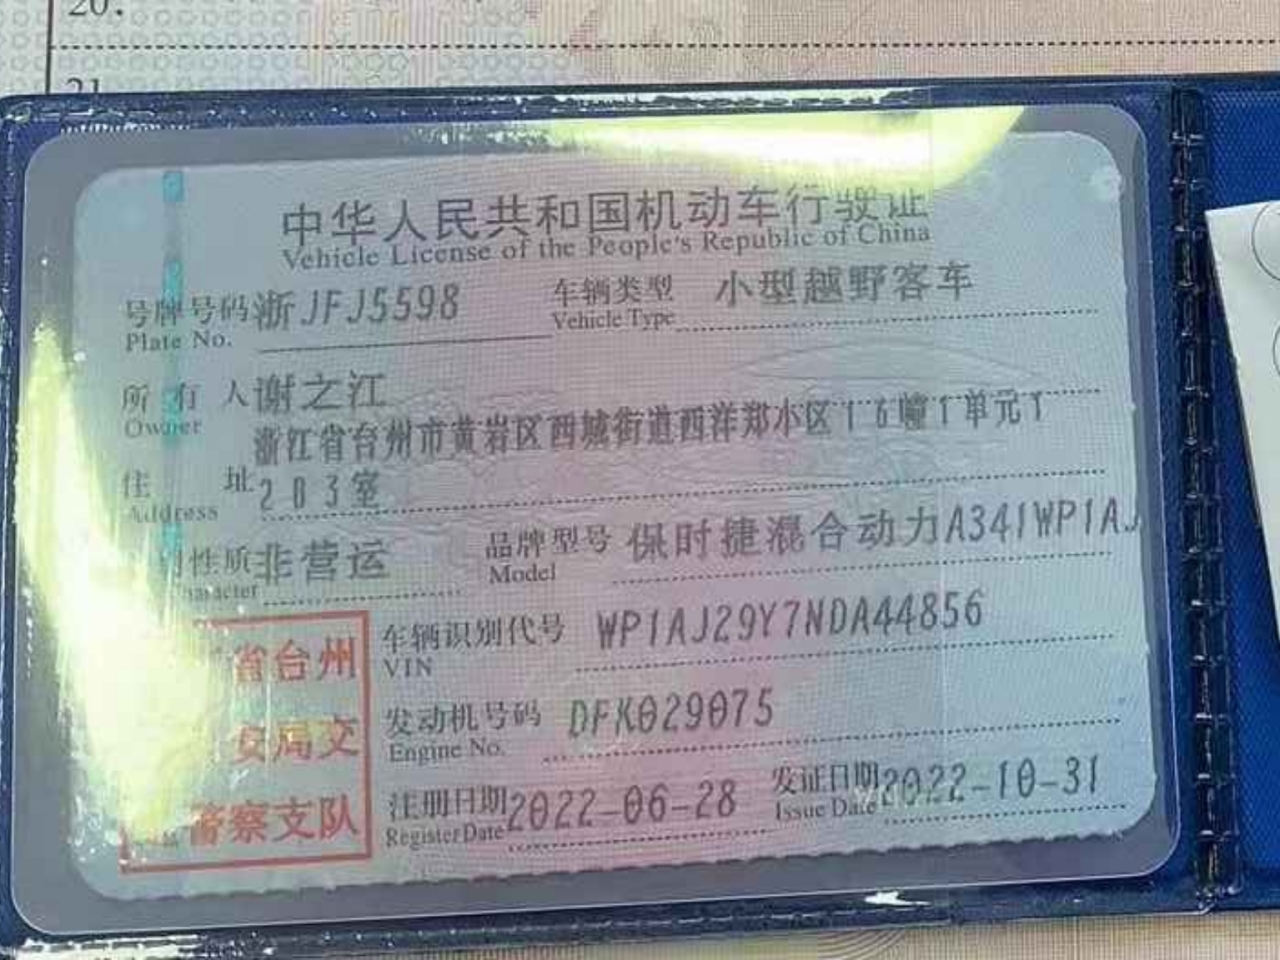 20.
21.
中华人民共和国机动车行驶证
Vehicle License of the People's Republic of China
号牌号码 浙JFJ5598 车辆类型 小型越野客车
Plate No. Vehicle Type
所有人 谢之江
Owner
浙江省台州市黄岩区西城街道西洋郑小区16幢1单元1
住址 203室
Address
性质 非营运 品牌型号 保时捷混合动力A341WP1AJ
Character Model
车辆识别代号 WP1AJ29Y7NDA44856
VIN
省台州
发动机号码 DFK029075
Engine No.
安局交
注册日期 2022-06-28 发证日期 2022-10-31
Register Date Issue Date
警察支队